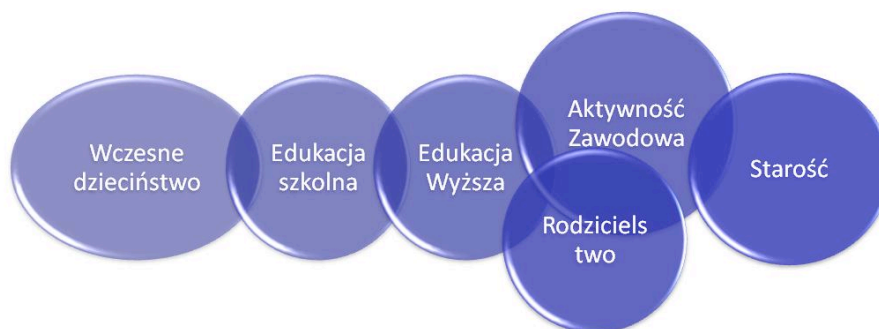 Wczesne
dzieciństwo
Edukacja
szkolna
Edukacja
Wyższa
Aktywność
Zawodowa
Rodziciels
two
Starość